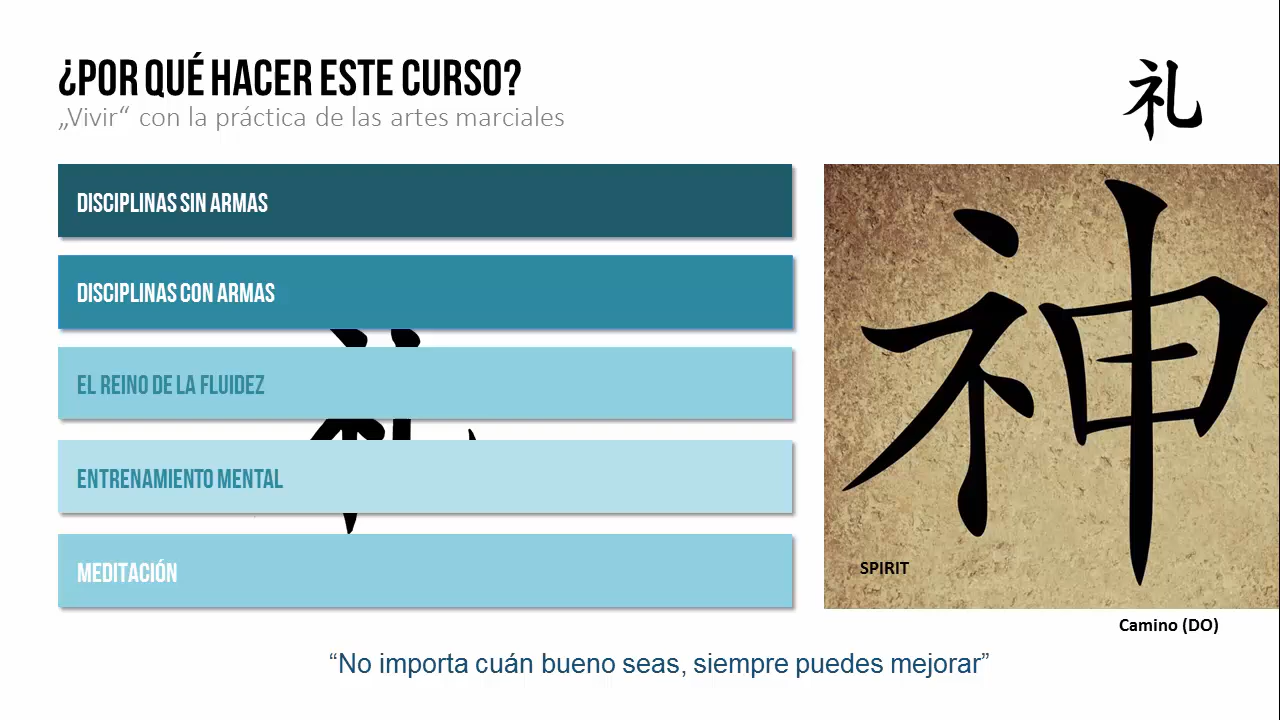 ¿POR QUÉ HACER ESTE CURSO?
„Vivir“ con la práctica de las artes marciales
礼
DISCIPLINAS SIN ARMAS
DISCIPLINAS CON ARMAS
EL REINO DE LA FLUIDEZ
ENTRENAMIENTO MENTAL
MEDITACIÓN
神
SPIRIT
Camino (DO)
“No importa cuán bueno seas, siempre puedes mejorar”